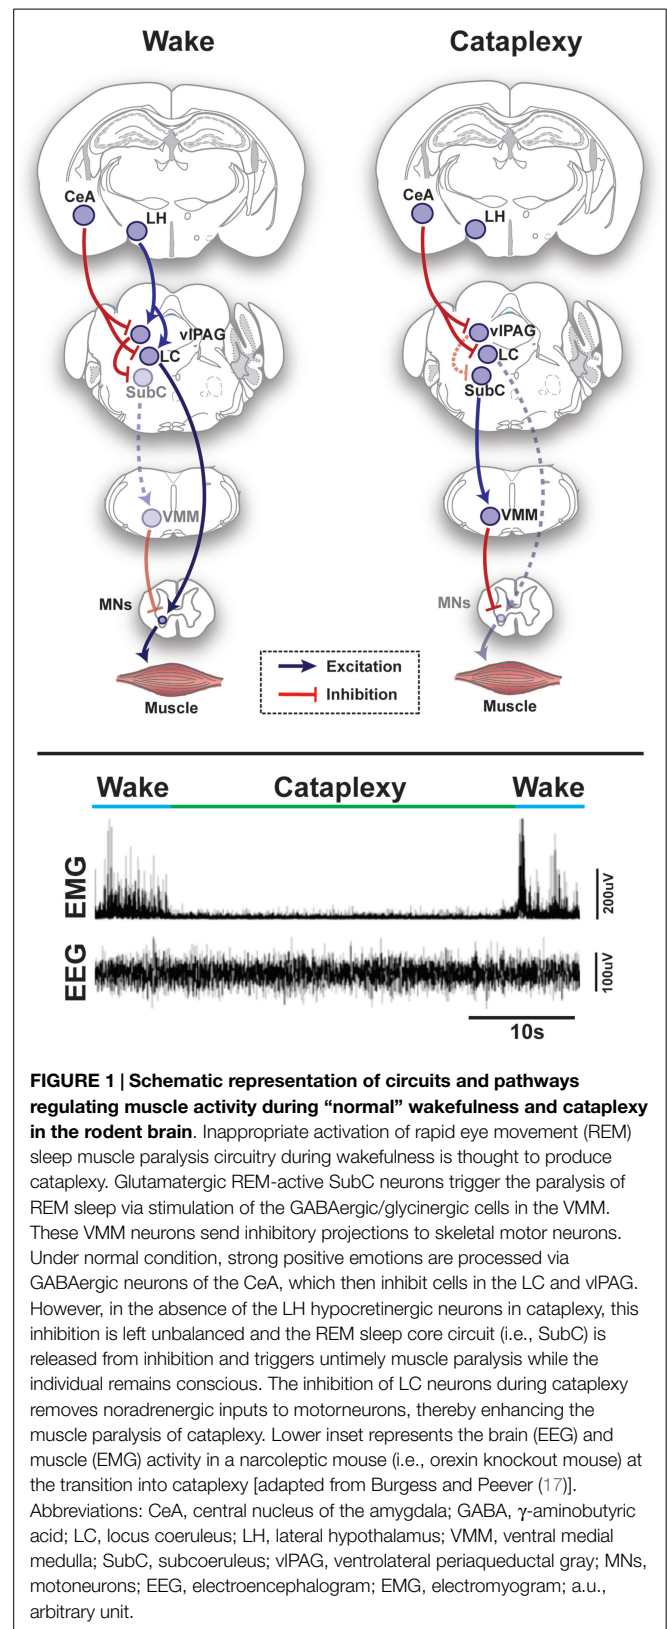 Wake
Cataplexy
CeA
LH
vlPAG
LC
SubC
VMM
MNs
Muscle
CeA
LH
vlPAG
LC
SubC
VMM
MNs
Muscle
Excitation
Inhibition
Wake
Cataplexy
Wake
EMG
200uV
EEG
100uV
10s
FIGURE 1 | Schematic representation of circuits and pathways
regulating muscle activity during “normal” wakefulness and cataplexy
in the rodent brain. Inappropriate activation of rapid eye movement (REM)
sleep muscle paralysis circuitry during wakefulness is thought to produce
cataplexy. Glutamatergic REM-active SubC neurons trigger the paralysis of
REM sleep via stimulation of the GABAergic/glycinergic cells in the VMM.
These VMM neurons send inhibitory projections to skeletal motor neurons.
Under normal condition, strong positive emotions are processed via
GABAergic neurons of the CeA, which then inhibit cells in the LC and vlPAG.
However, in the absence of the LH hypocretinergic neurons in cataplexy, this
inhibition is left unbalanced and the REM sleep core circuit (i.e., SubC) is
released from inhibition and triggers untimely muscle paralysis while the
individual remains conscious. The inhibition of LC neurons during cataplexy
removes noradrenergic inputs to motorneurons, thereby enhancing the
muscle paralysis of cataplexy. Lower inset represents the brain (EEG) and
muscle (EMG) activity in a narcoleptic mouse (i.e., orexin knockout mouse) at
the transition into cataplexy [adapted from Burgess and Peever (17)].
Abbreviations: CeA, central nucleus of the amygdala; GABA, γ-aminobutyric
acid; LC, locus coeruleus; LH, lateral hypothalamus; VMM, ventral medial
medulla; SubC, subcoeruleus; vlPAG, ventrolateral periaqueductal gray; MNs,
motoneurons; EEG, electroencephalogram; EMG, electromyogram; a.u.,
arbitrary unit.